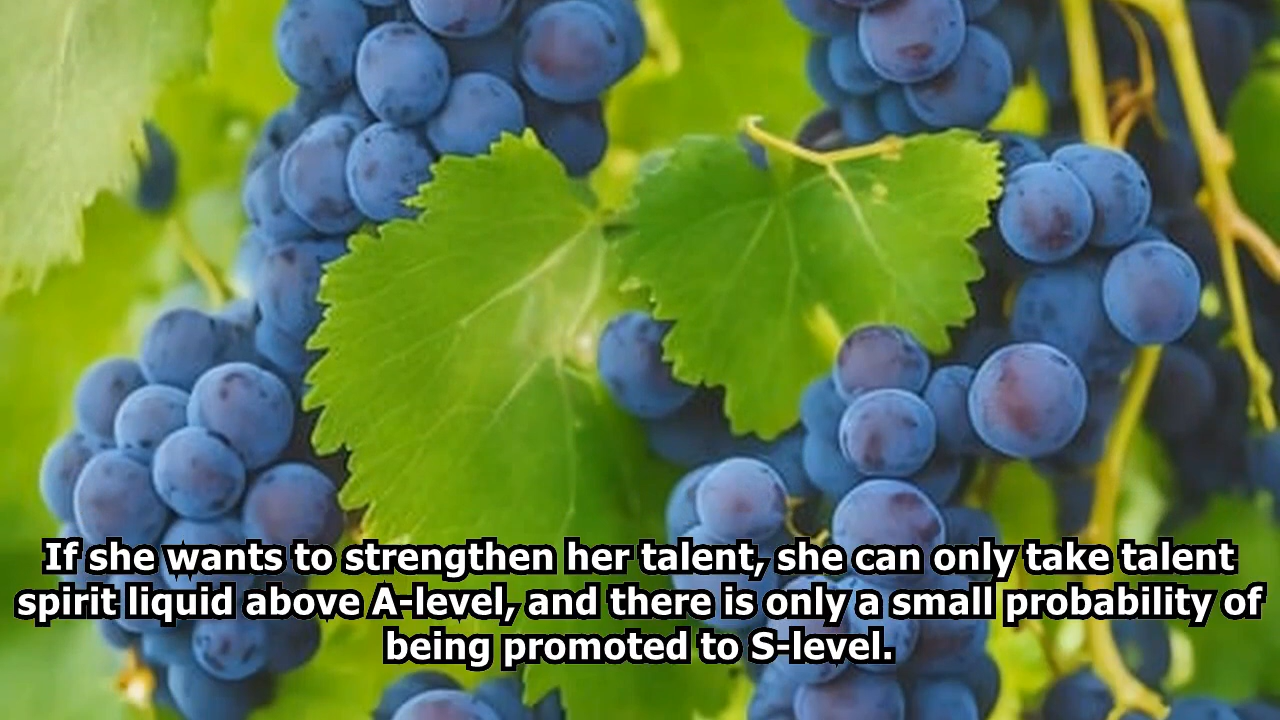 If she wants to strengthen her talent, she can only take talent
spirit liquid above A-level, and there is only a small probability of
being promoted to S-level.